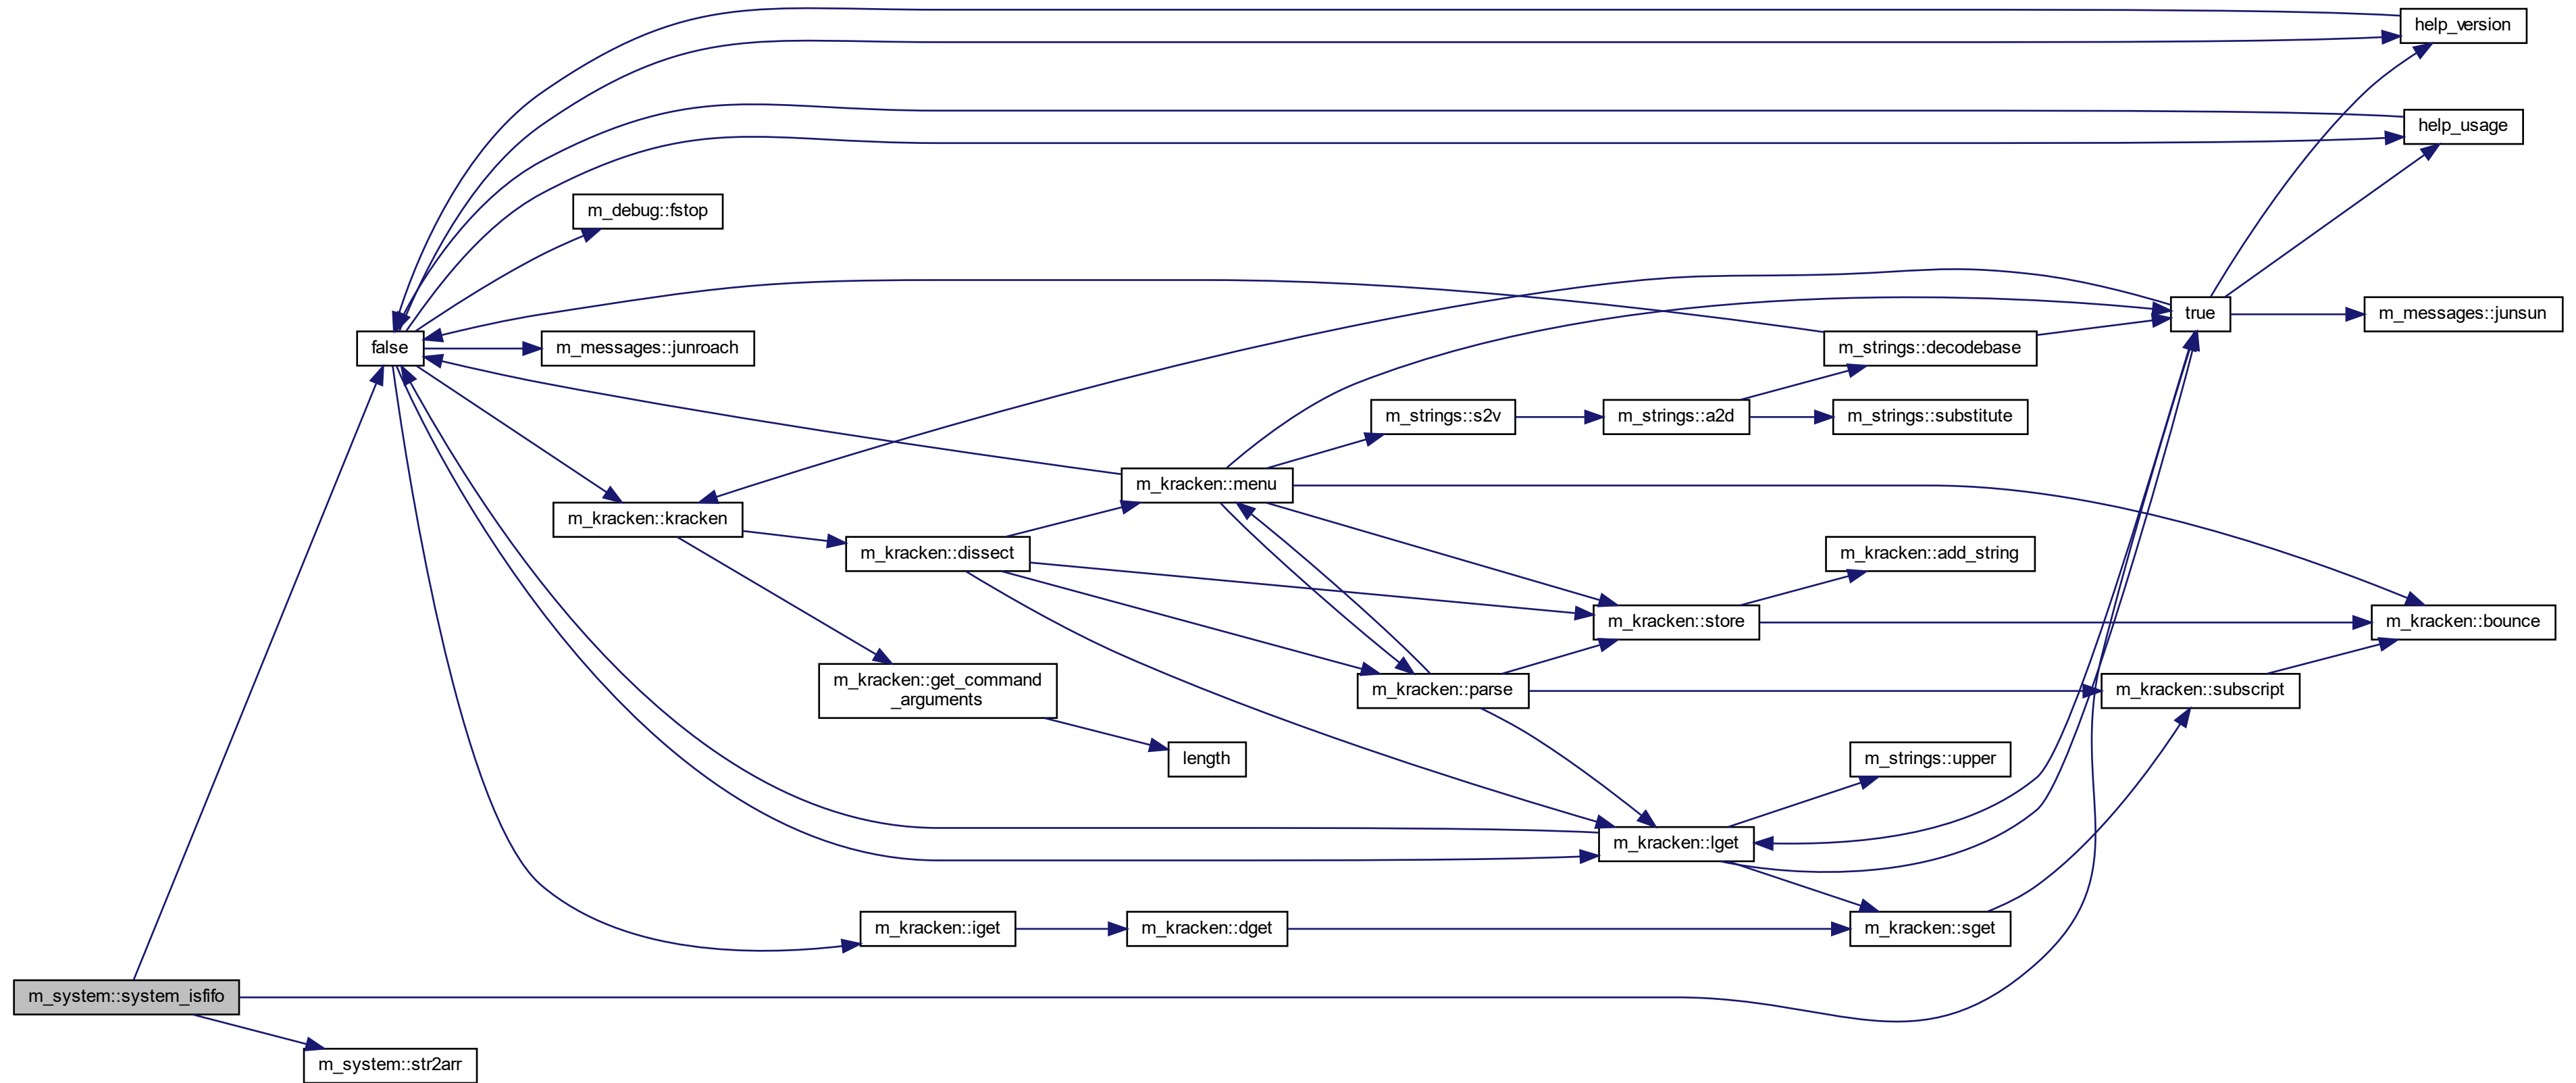 help_version
help_usage
m_debug::fstop
true
m_messages::junsun
false
m_messages::junroach
m_strings::decodebase
m_strings::s2v
m_strings::a2d
m_strings::substitute
m_kracken::menu
m_kracken::kracken
m_kracken::dissect
m_kracken::add_string
m_kracken::store
m_kracken::bounce
m_kracken::get_command
_arguments
m_kracken::parse
m_kracken::subscript
length
m_strings::upper
m_kracken::lget
m_kracken::iget
m_kracken::dget
m_kracken::sget
m_system::system_isfifo
m_system::str2arr